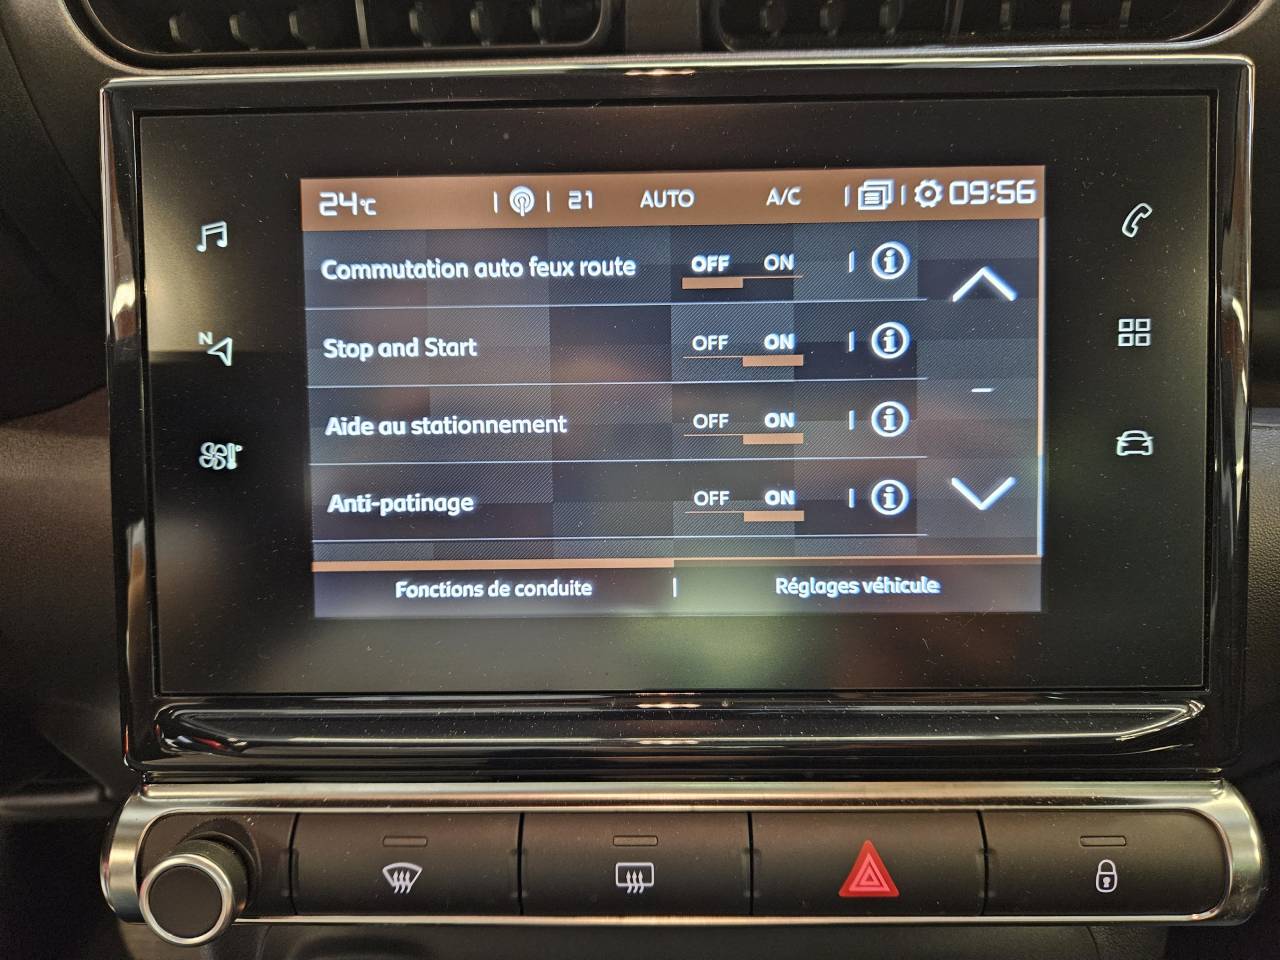 24°C 21 AUTO A/C 09:56
Commutation auto feux route OFF ON
N
Stop and Start OFF ON
Aide au stationnement OFF ON
Anti-patinage OFF ON
Fonctions de conduite Réglages véhicule